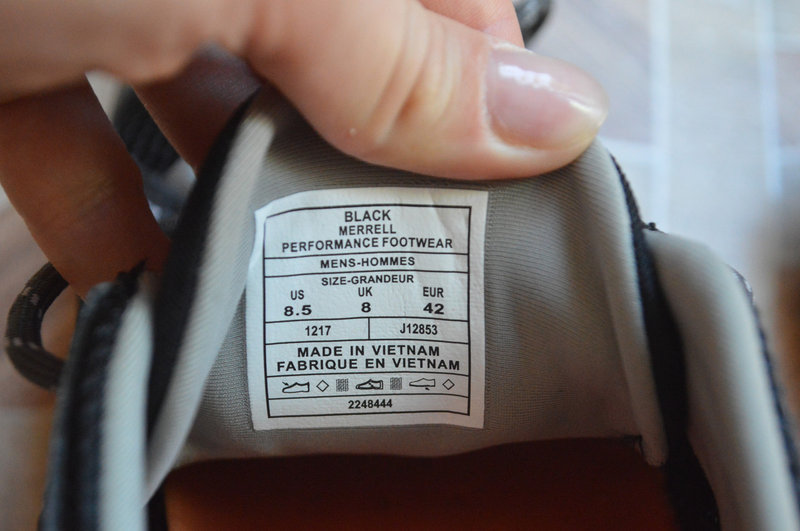 BLACK
MERRELL
PERFORMANCE FOOTWEAR
MENS-HOMMES
SIZE-GRANDEUR
US UK EUR
8.5 8 42
1217 J12853
MADE IN VIETNAM
FABRIQUE EN VIETNAM
2248444